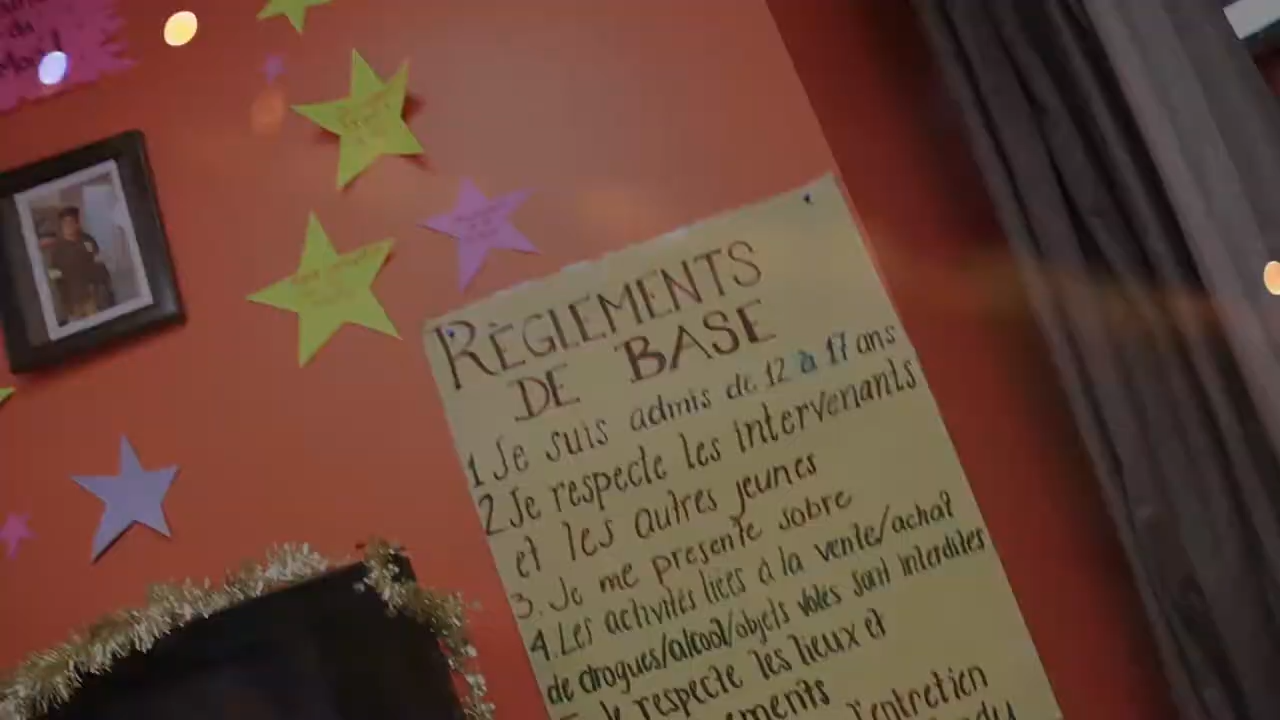 du
RÈGLEMENTS
DE BASE
1 Je suis admis de 12 à 17 ans
2 Je respecte les intervenants
et les autres jeunes
3. Je me présente sobre
4. Les activités liées à la vente/achat
de drogues/alcool/objets volés sont interdites
respecte les lieux et
l'entretien